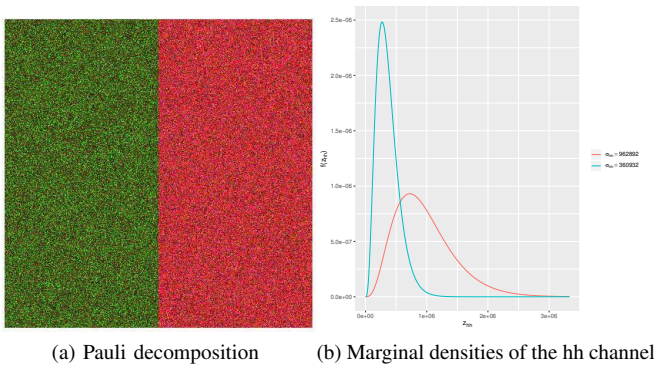 2.5e-06
2.0e-06
1.5e-06
1.0e-06
5.0e-07
0.0e+00
f(z_hh)
0e+00 1e+06 2e+06 3e+06
z_hh
σ_hh = 962892
σ_hh = 360932
(a) Pauli decomposition (b) Marginal densities of the hh channel